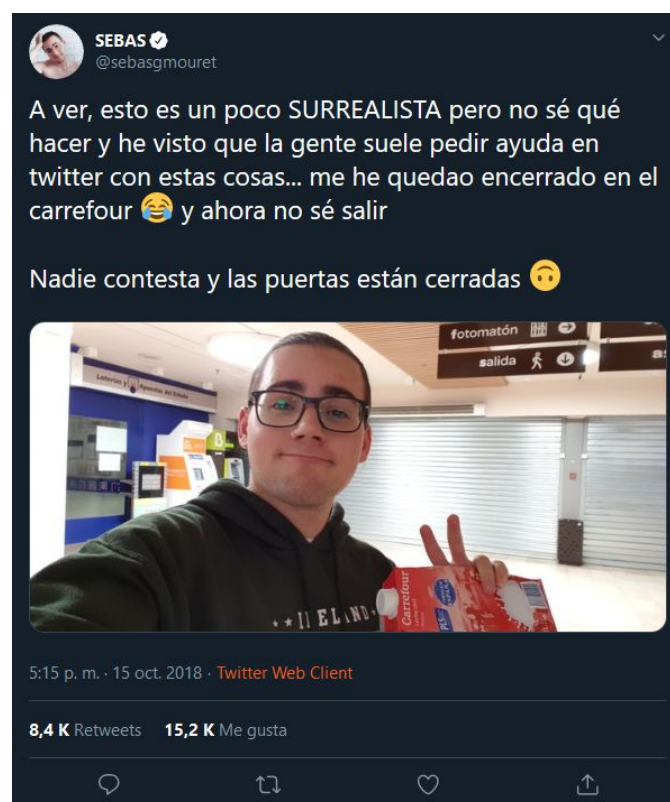 SEBAS
@sebasgmouret
A ver, esto es un poco SURREALISTA pero no sé qué
hacer y he visto que la gente suele pedir ayuda en
twitter con estas cosas... me he quedao encerrado en el
carrefour 😂 y ahora no sé salir
Nadie contesta y las puertas están cerradas 🙃
fotomatón
salida
Loterías y Apuestas del Estado
Carrefour
5:15 p. m. · 15 oct. 2018 · Twitter Web Client
8,4 K Retweets 15,2 K Me gusta